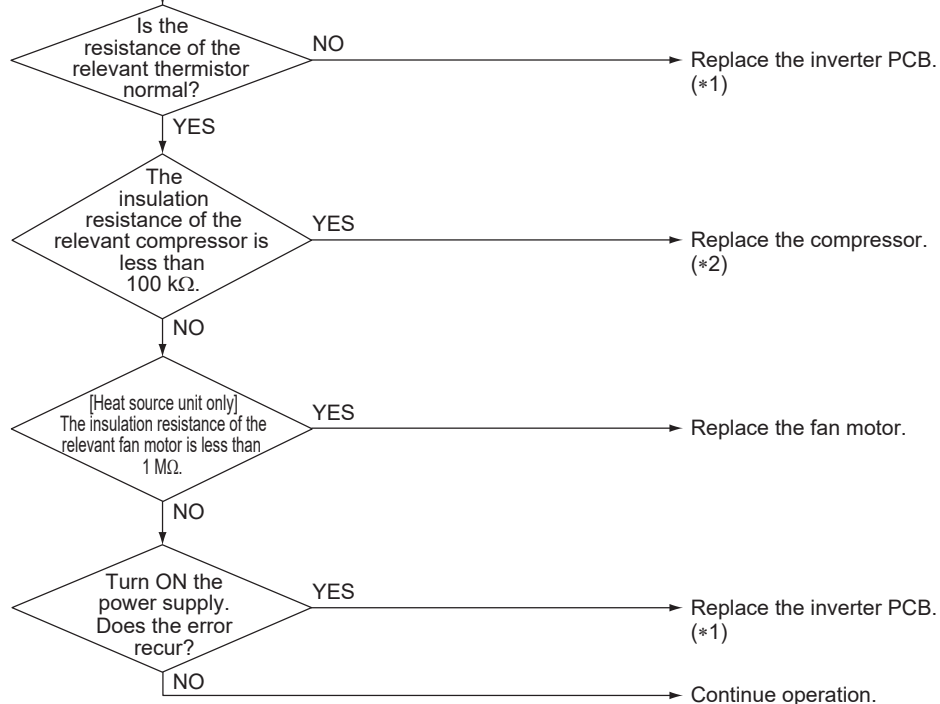 Is the
resistance of the
relevant thermistor
normal?
NO
Replace the inverter PCB.
(∗1)
YES
The
insulation
resistance of the
relevant compressor is
less than
100 kΩ.
YES
Replace the compressor.
(∗2)
NO
[Heat source unit only]
The insulation resistance of the
relevant fan motor is less than
1 MΩ.
YES
Replace the fan motor.
NO
Turn ON the
power supply.
Does the error
recur?
YES
Replace the inverter PCB.
(∗1)
NO
Continue operation.